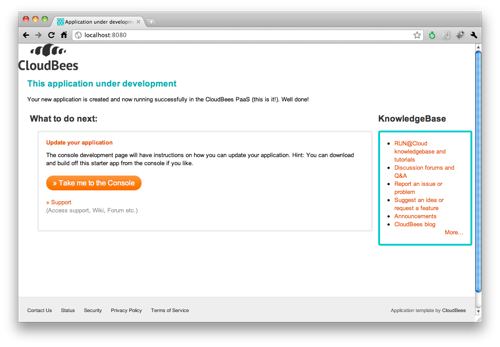 Application under developm
localhost:8080
CloudBees
This application under development
Your new application is created and now running successfully in the CloudBees PaaS (this is it!). Well done!
What to do next:
Update your application
The console development page will have instructions on how you can update your application. Hint: You can download
and build off this starter app from the console if you like.
» Take me to the Console
» Support
(Access support, Wiki, Forum etc.)
KnowledgeBase
RUN@Cloud
knowledgebase and
tutorials
Discussion forums and
Q&A
Report an issue or
problem
Suggest an idea or
request a feature
Announcements
CloudBees blog
More...
Contact Us Status Security Privacy Policy Terms of Service
Application template by CloudBees